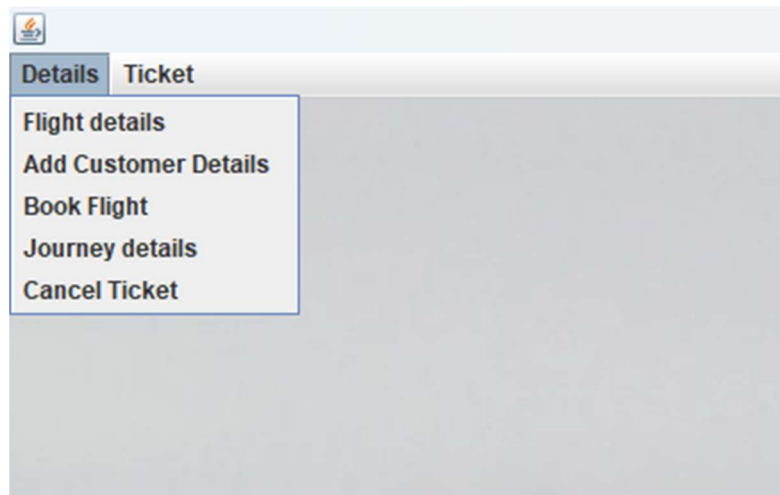 Details Ticket
Flight details
Add Customer Details
Book Flight
Journey details
Cancel Ticket